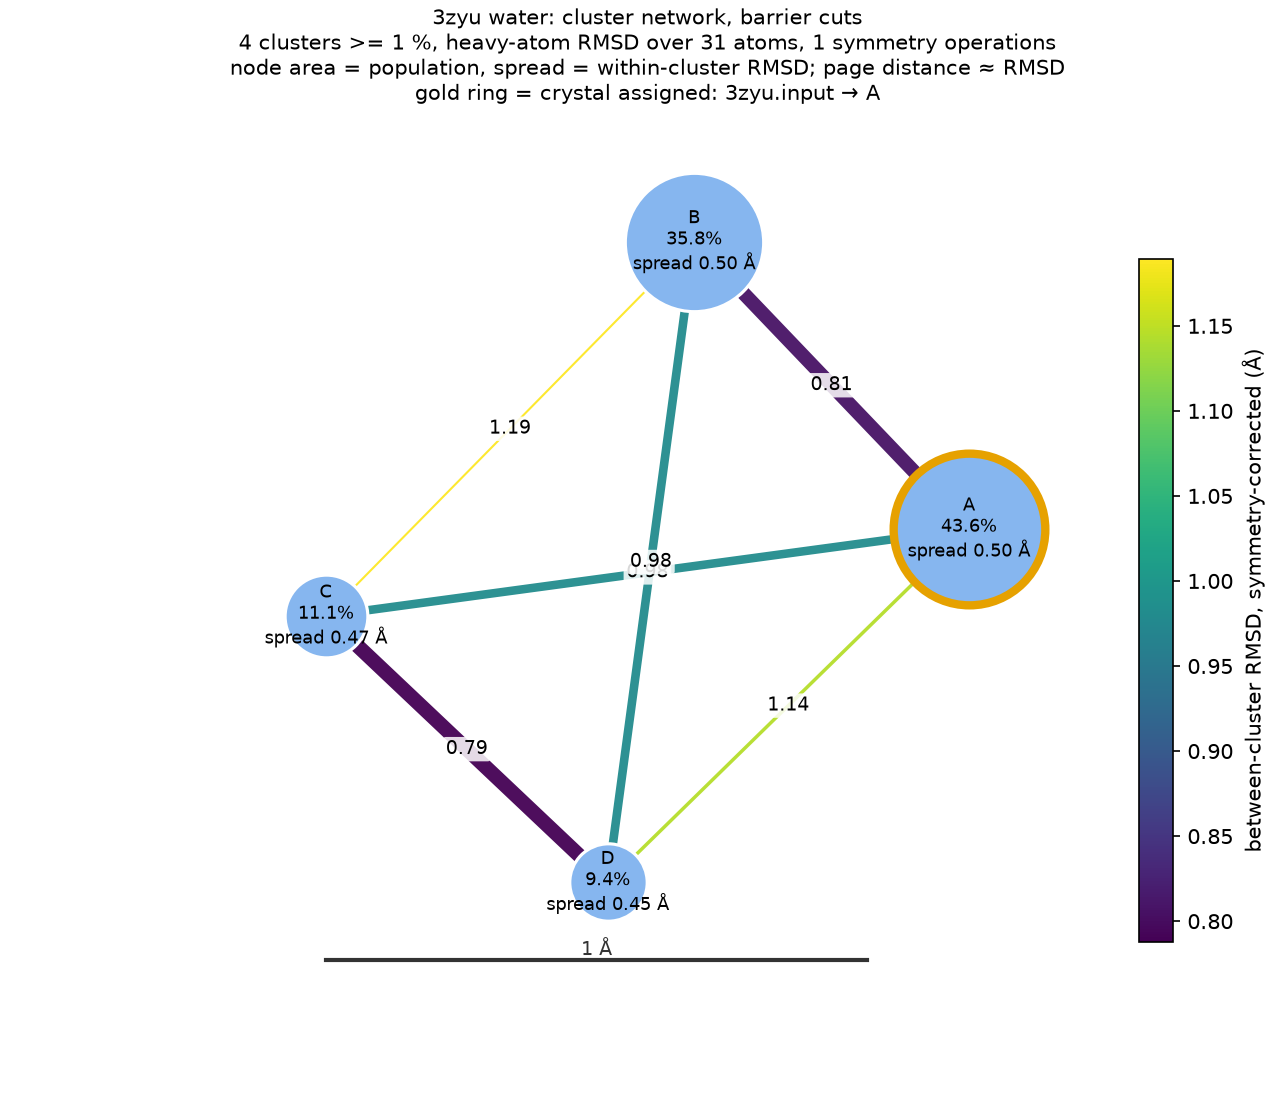 3zyu water: cluster network, barrier cuts
4 clusters >= 1 %, heavy-atom RMSD over 31 atoms, 1 symmetry operations
node area = population, spread = within-cluster RMSD; page distance ≈ RMSD
gold ring = crystal assigned: 3zyu.input → A
B
35.8%
spread 0.50 Å
0.81
1.19
A
43.6%
spread 0.50 Å
0.98
0.98
C
11.1%
spread 0.47 Å
1.14
0.79
D
9.4%
spread 0.45 Å
1 Å
1.15
1.10
1.05
1.00
0.95
0.90
0.85
0.80
between-cluster RMSD, symmetry-corrected (Å)